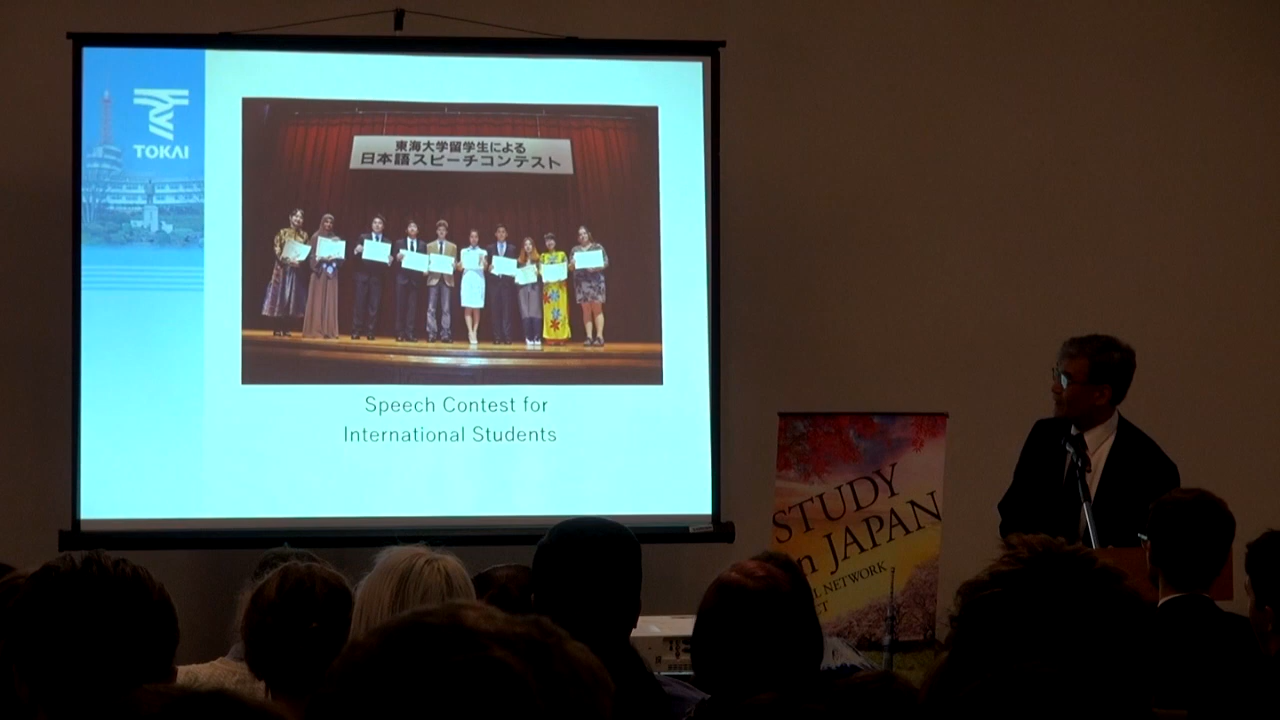 TOKAI
東海大学留学生による
日本語スピーチコンテスト
Speech Contest for
International Students
STUDY
in JAPAN
NETWORK